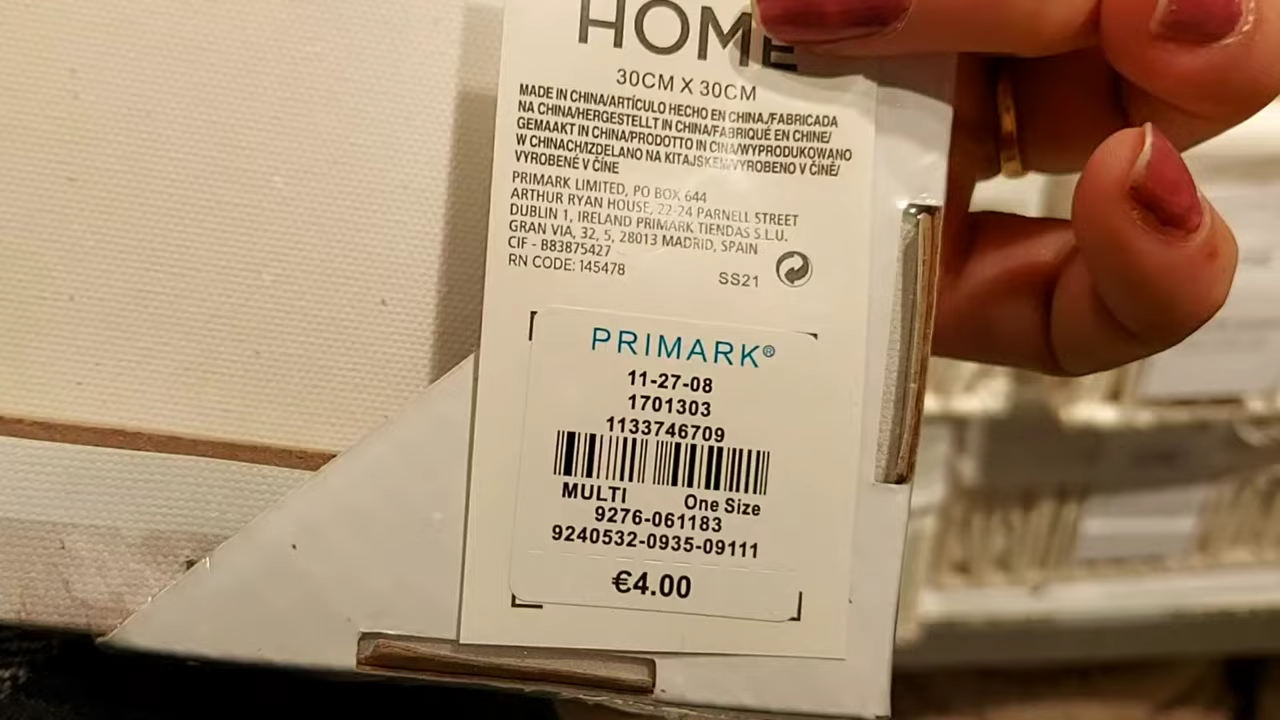 HOME
30CM X 30CM
MADE IN CHINA/ARTÍCULO HECHO EN CHINA./FABRICADA
NA CHINA/HERGESTELLT IN CHINA/FABRIQUÉ EN CHINE/
GEMAAKT IN CHINA/PRODOTTO IN CINA/WYPRODUKOWANO
W CHINACH/IZDELANO NA KITAJSKEM/VYROBENO V ČÍNĚ/
VYROBENÉ V ČÍNE
PRIMARK LIMITED, PO BOX 644
ARTHUR RYAN HOUSE, 22-24 PARNELL STREET
DUBLIN 1, IRELAND PRIMARK TIENDAS S.L.U.
GRAN VIA, 32, 5, 28013 MADRID, SPAIN
CIF - B83875427
RN CODE: 145478
SS21
PRIMARK®
11-27-08
1701303
1133746709
MULTI One Size
9276-061183
9240532-0935-09111
€4.00